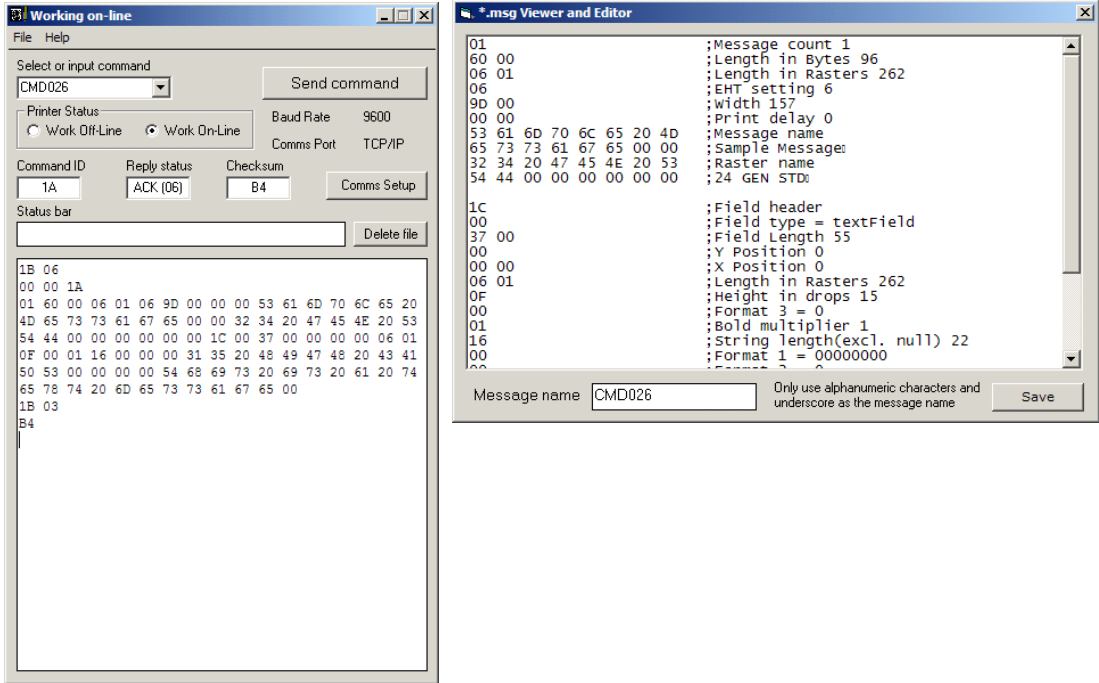 Working on-line
File Help
Select or input command
CMD026
Send command
Printer Status
Work Off-Line Work On-Line
Baud Rate 9600
Comms Port TCP/IP
Command ID Reply status Checksum
1A ACK (06) B4 Comms Setup
Status bar
Delete file
1B 06
00 00 1A
01 60 00 06 01 06 9D 00 00 00 53 61 6D 70 6C 65 20
4D 65 73 73 61 67 65 00 00 32 34 20 47 45 4E 20 53
54 44 00 00 00 00 00 00 1C 00 37 00 00 00 00 06 01
0F 00 01 16 00 00 00 31 35 20 48 49 47 48 20 43 41
50 53 00 00 00 00 54 68 69 73 20 69 73 20 61 20 74
65 78 74 20 6D 65 73 73 61 67 65 00
1B 03
B4
*.msg Viewer and Editor
01 ;Message count 1
60 00 ;Length in Bytes 96
06 01 ;Length in Rasters 262
06 ;EHT setting 6
9D 00 ;Width 157
00 00 ;Print delay 0
53 61 6D 70 6C 65 20 4D ;Message name
65 73 73 61 67 65 00 00 ;Sample Message
32 34 20 47 45 4E 20 53 ;Raster name
54 44 00 00 00 00 00 00 ;24 GEN STD
1C ;Field header
00 ;Field type = textField
37 00 ;Field Length 55
00 ;Y Position 0
00 00 ;X Position 0
06 01 ;Length in Rasters 262
0F ;Height in drops 15
00 ;Format 3 = 0
01 ;Bold multiplier 1
16 ;String length(excl. null) 22
00 ;Format 1 = 00000000
Message name CMD026
Only use alphanumeric characters and
underscore as the message name
Save